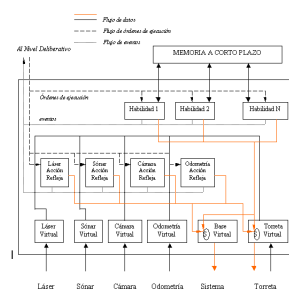 Flujo de datos
Flujo de órdenes de ejecución
Flujo de eventos
Al Nivel Deliberativo
MEMORIA A CORTO PLAZO
Órdenes de ejecución
Habilidad 1
Habilidad 2
Habilidad N
eventos
Láser
Acción
Refleja
Sónar
Acción
Refleja
Cámara
Acción
Refleja
Odometría
Acción
Refleja
Láser
Virtual
Sónar
Virtual
Cámara
Virtual
Odometría
Virtual
Base
Virtual
Torreta
Virtual
Láser
Sónar
Cámara
Odometría
Sistema
Torreta